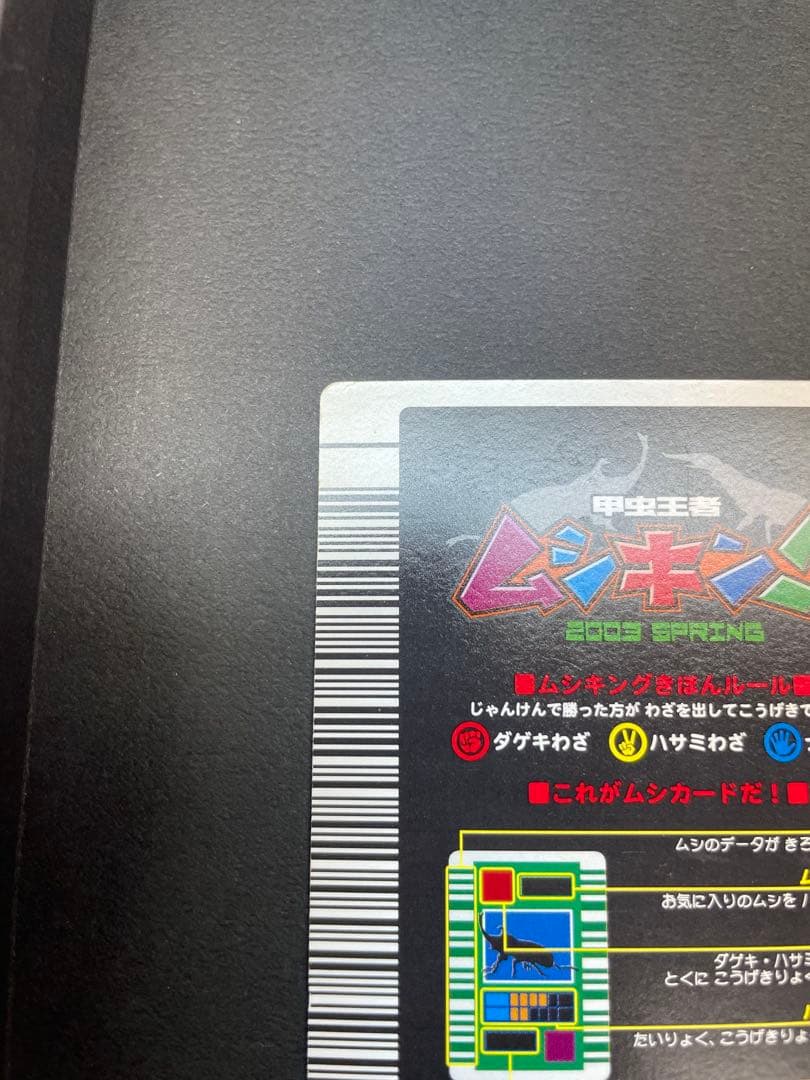 甲虫王者
ムシキング
2003 SPRING
■ムシキングきほんルール■
じゃんけんで勝った方が わざを出してこうげきで
ダゲキわざ ハサミわざ
■これがムシカードだ！■
ムシのデータが きろ
お気に入りのムシを
ダゲキ・ハサミ
とくに こうげきりょく
たいりょく、こうげきりょ